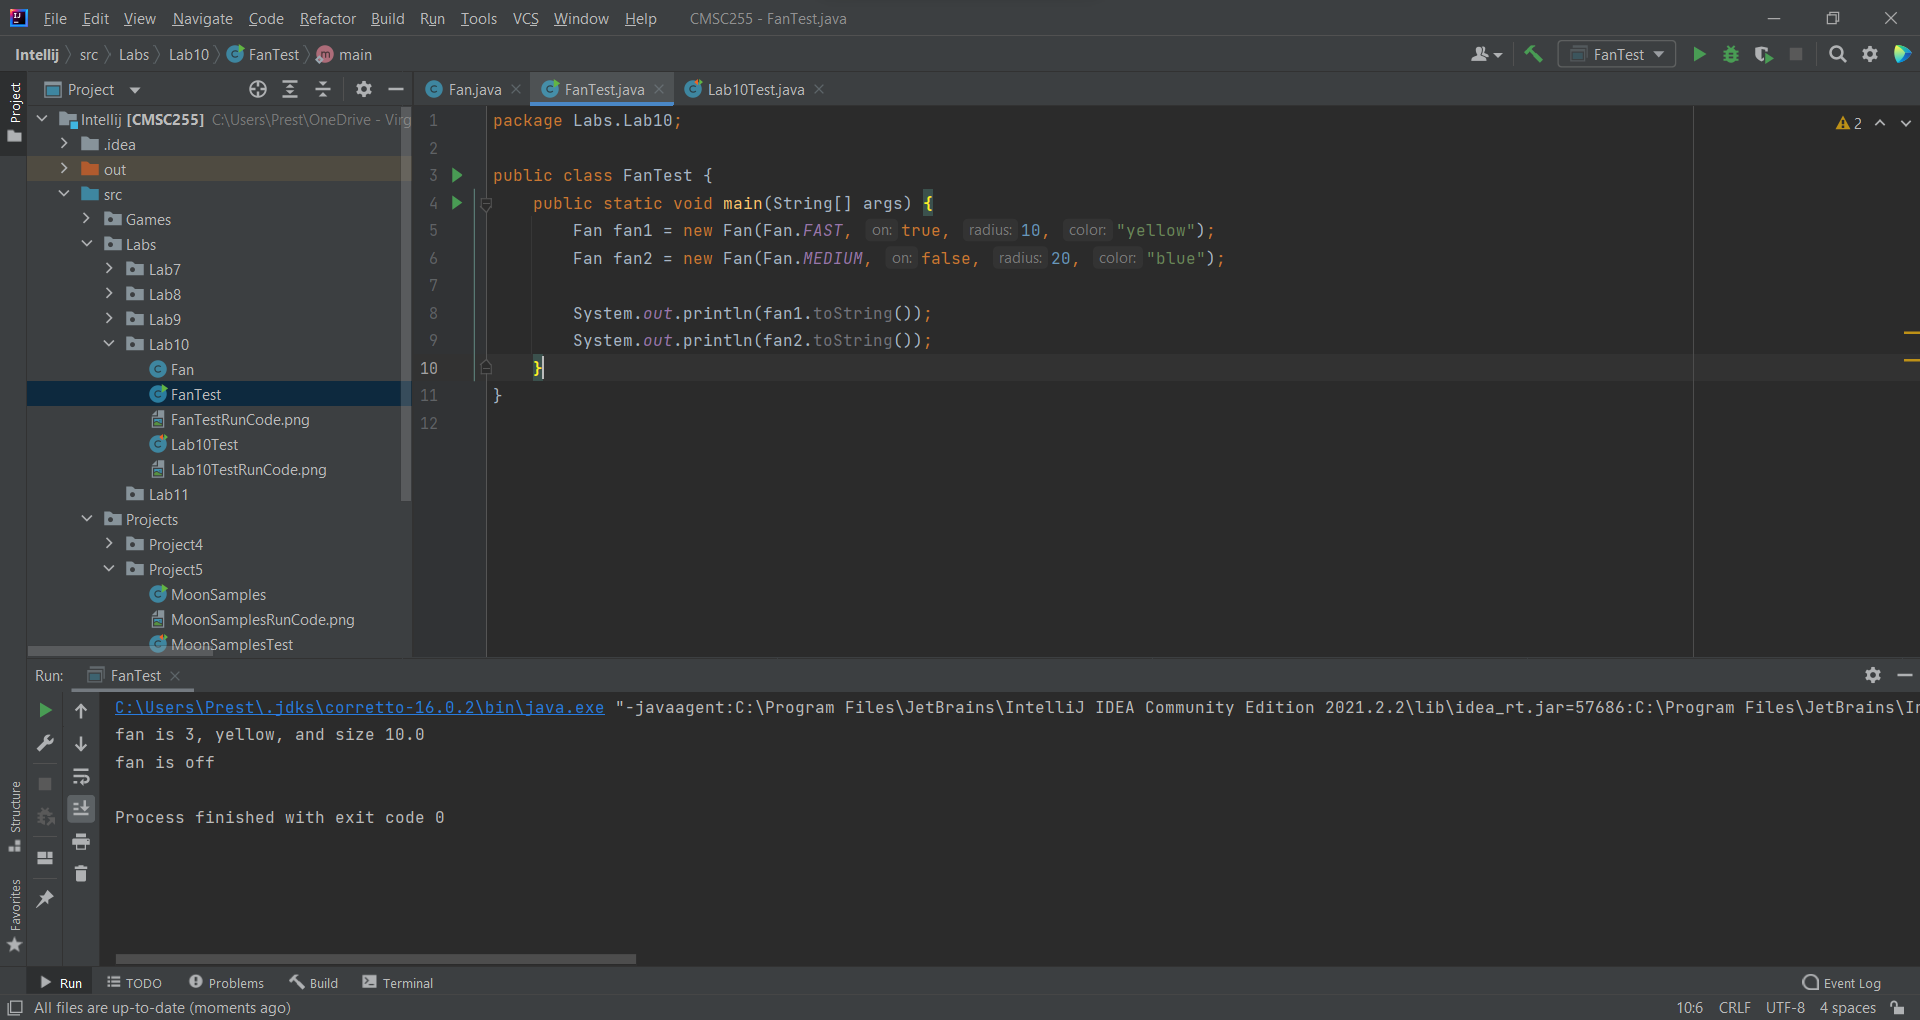 File Edit View Navigate Code Refactor Build Run Tools VCS Window Help CMSC255 - FanTest.java
Intellij src Labs Lab10 FanTest main FanTest
Project
Project
Fan.java FanTest.java Lab10Test.java
Intellij [CMSC255] C:\Users\Prest\OneDrive - Virg
.idea
out
src
Games
Labs
Lab7
Lab8
Lab9
Lab10
Fan
FanTest
FanTestRunCode.png
Lab10Test
Lab10TestRunCode.png
Lab11
Projects
Project4
Project5
MoonSamples
MoonSamplesRunCode.png
MoonSamplesTest
2
1 package Labs.Lab10;
2
3 public class FanTest {
4 public static void main(String[] args) {
5 Fan fan1 = new Fan(Fan.FAST, on: true, radius: 10, color: "yellow");
6 Fan fan2 = new Fan(Fan.MEDIUM, on: false, radius: 20, color: "blue");
7
8 System.out.println(fan1.toString());
9 System.out.println(fan2.toString());
10 }
11 }
12
Run: FanTest
C:\Users\Prest\.jdks\corretto-16.0.2\bin\java.exe "-javaagent:C:\Program Files\JetBrains\IntelliJ IDEA Community Edition 2021.2.2\lib\idea_rt.jar=57686:C:\Program Files\JetBrains\In
fan is 3, yellow, and size 10.0
fan is off
Process finished with exit code 0
Structure
Favorites
Run TODO Problems Build Terminal Event Log
All files are up-to-date (moments ago) 10:6 CRLF UTF-8 4 spaces